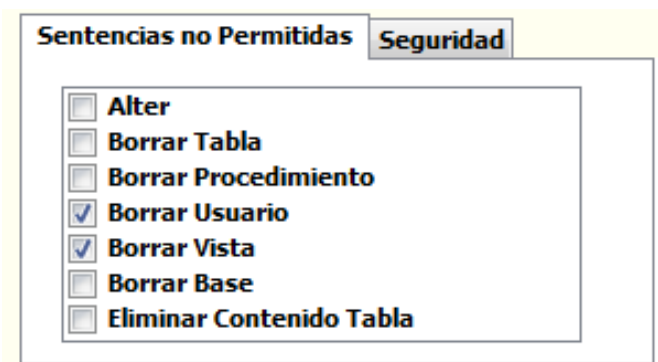 Sentencias no Permitidas Seguridad
Alter
Borrar Tabla
Borrar Procedimiento
Borrar Usuario
Borrar Vista
Borrar Base
Eliminar Contenido Tabla